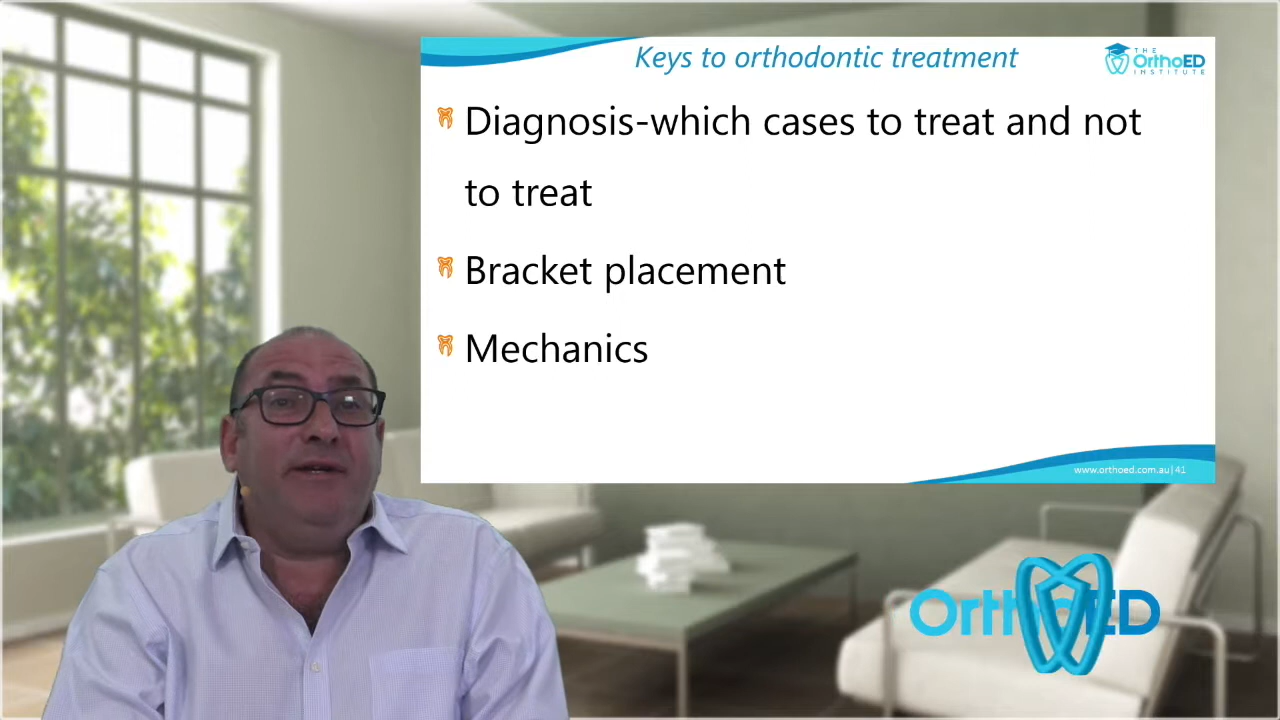 Keys to orthodontic treatment
THE
OrthoED
INSTITUTE
Diagnosis-which cases to treat and not
to treat
Bracket placement
Mechanics
www.orthoed.com.au| 41
OrthoED